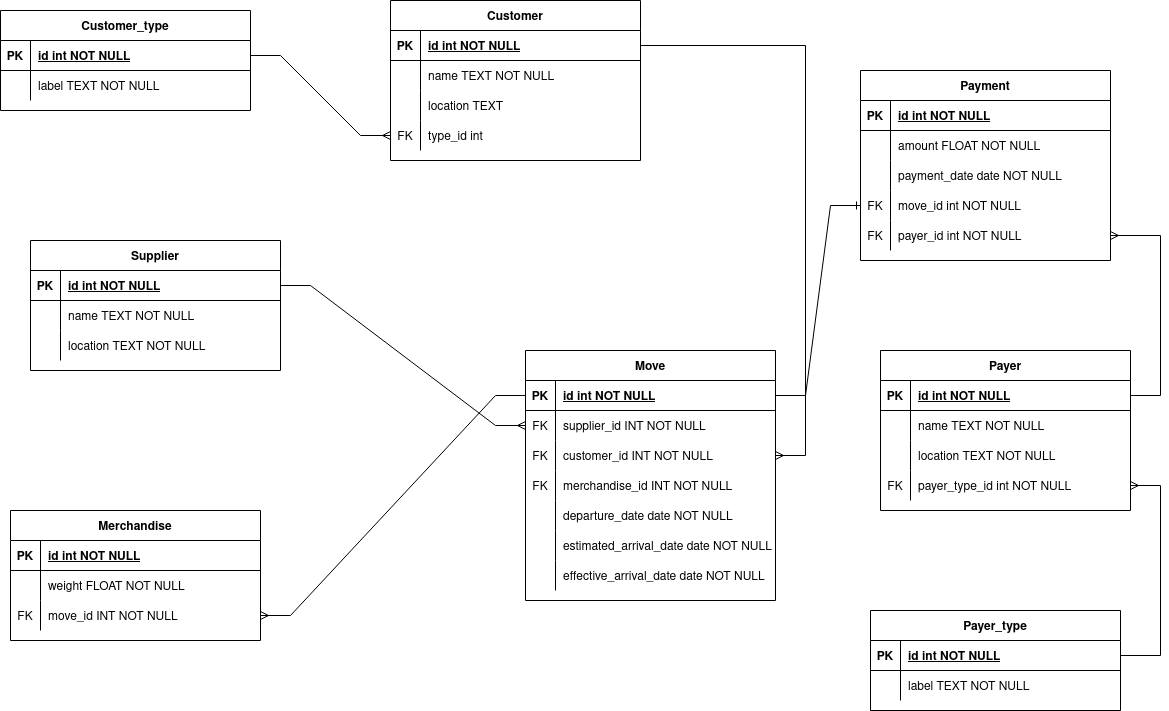 Customer_type
PK id int NOT NULL
label TEXT NOT NULL
Customer
PK id int NOT NULL
name TEXT NOT NULL
location TEXT
FK type_id int
Payment
PK id int NOT NULL
amount FLOAT NOT NULL
payment_date date NOT NULL
FK move_id int NOT NULL
FK payer_id int NOT NULL
Supplier
PK id int NOT NULL
name TEXT NOT NULL
location TEXT NOT NULL
Move
PK id int NOT NULL
FK supplier_id INT NOT NULL
FK customer_id INT NOT NULL
FK merchandise_id INT NOT NULL
departure_date date NOT NULL
estimated_arrival_date date NOT NULL
effective_arrival_date date NOT NULL
Payer
PK id int NOT NULL
name TEXT NOT NULL
location TEXT NOT NULL
FK payer_type_id int NOT NULL
Merchandise
PK id int NOT NULL
weight FLOAT NOT NULL
FK move_id INT NOT NULL
Payer_type
PK id int NOT NULL
label TEXT NOT NULL